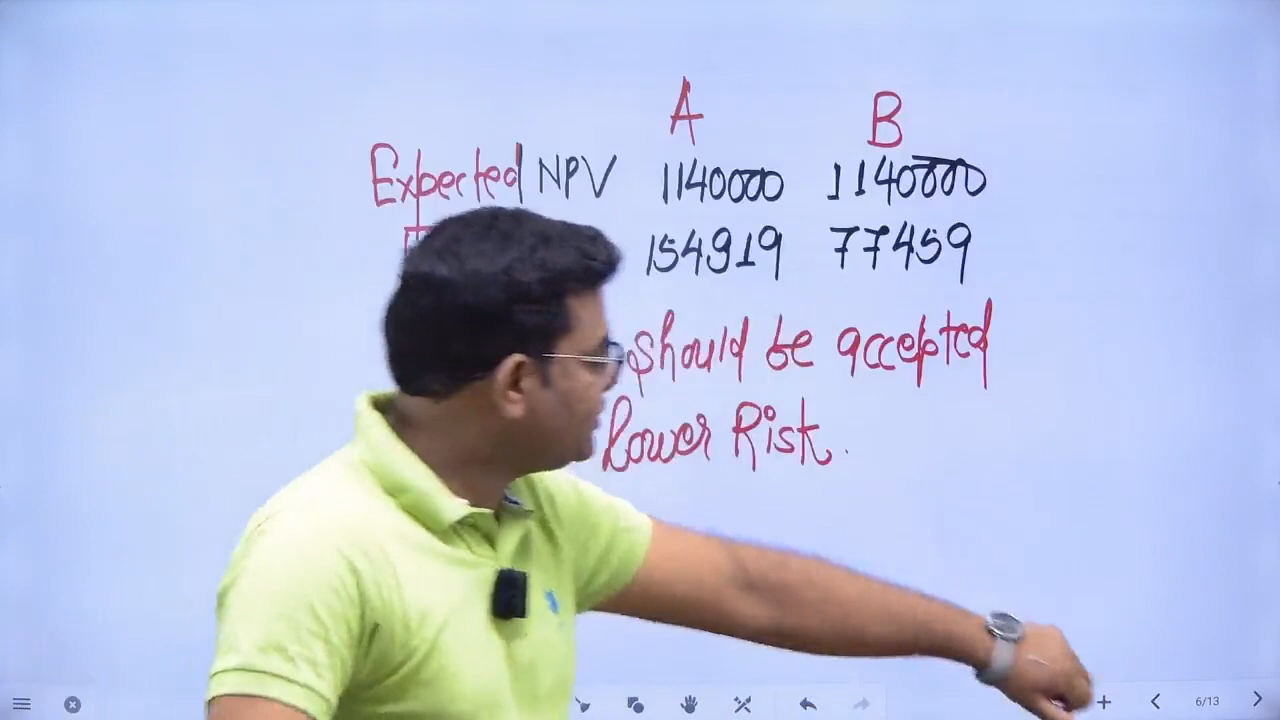 A B
Expected NPV 1140000 1140000
154919 77459
should be accepted
lower Risk.
6/13